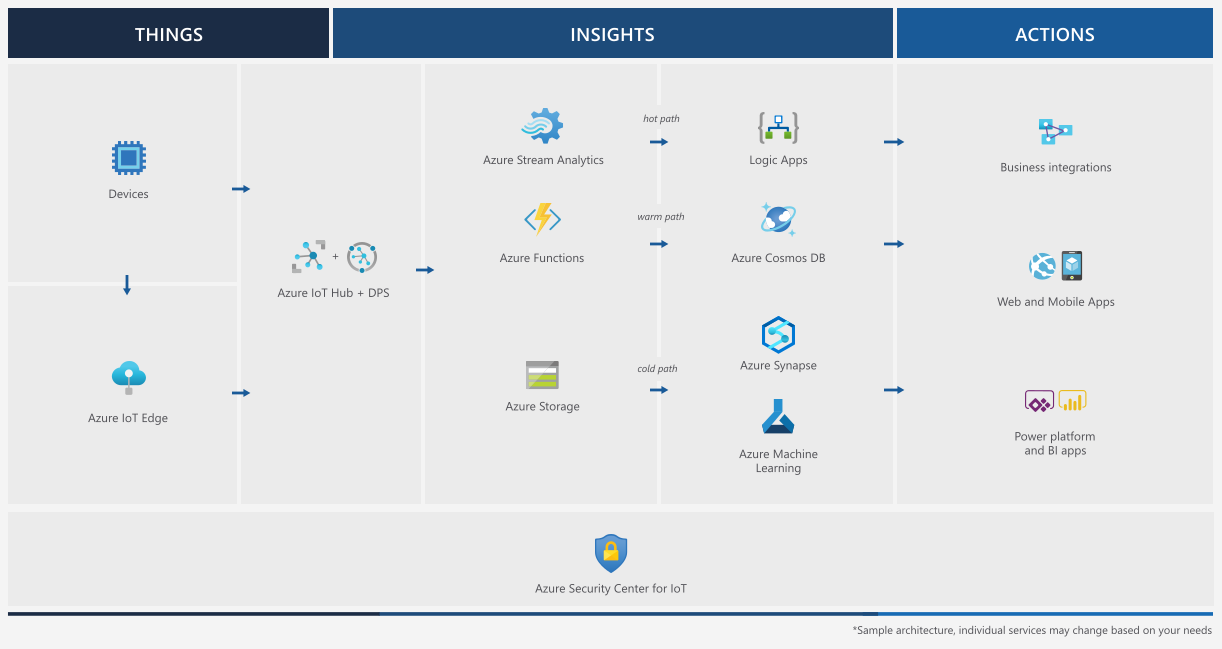 THINGS
INSIGHTS
ACTIONS
Devices
Azure IoT Edge
+
Azure IoT Hub + DPS
Azure Stream Analytics
hot path
Logic Apps
Azure Functions
warm path
Azure Cosmos DB
Azure Storage
cold path
Azure Synapse
Azure Machine
Learning
Business integrations
Web and Mobile Apps
Power platform
and BI apps
Azure Security Center for IoT
*Sample architecture, individual services may change based on your needs